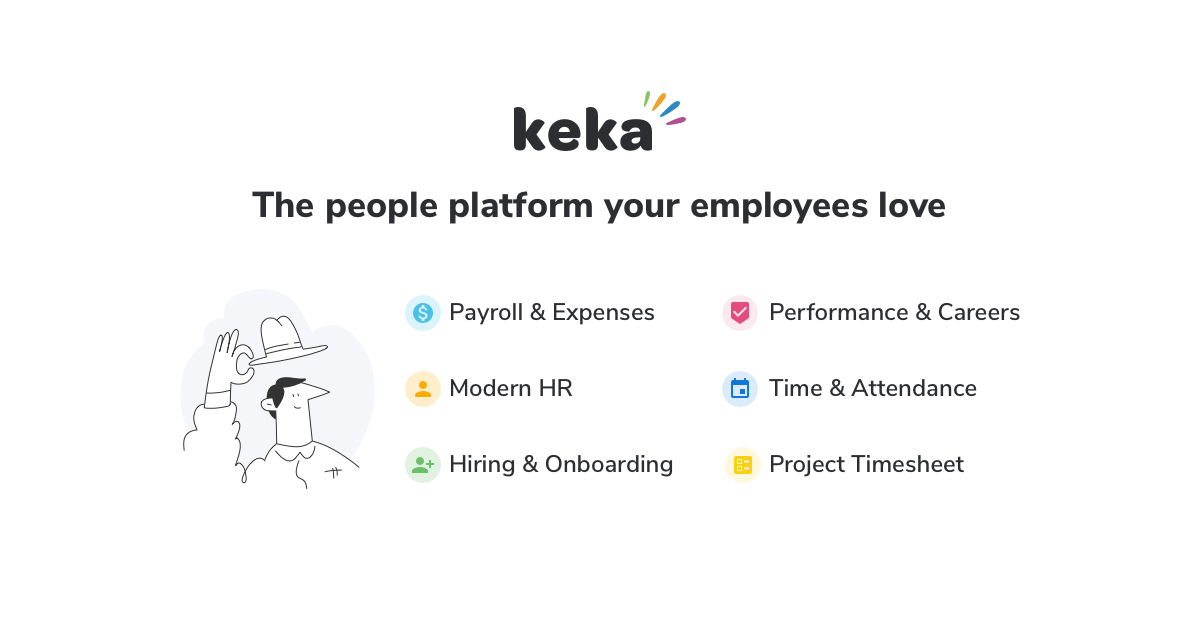 keka
The people platform your employees love
Payroll & Expenses
Performance & Careers
Modern HR
Time & Attendance
Hiring & Onboarding
Project Timesheet